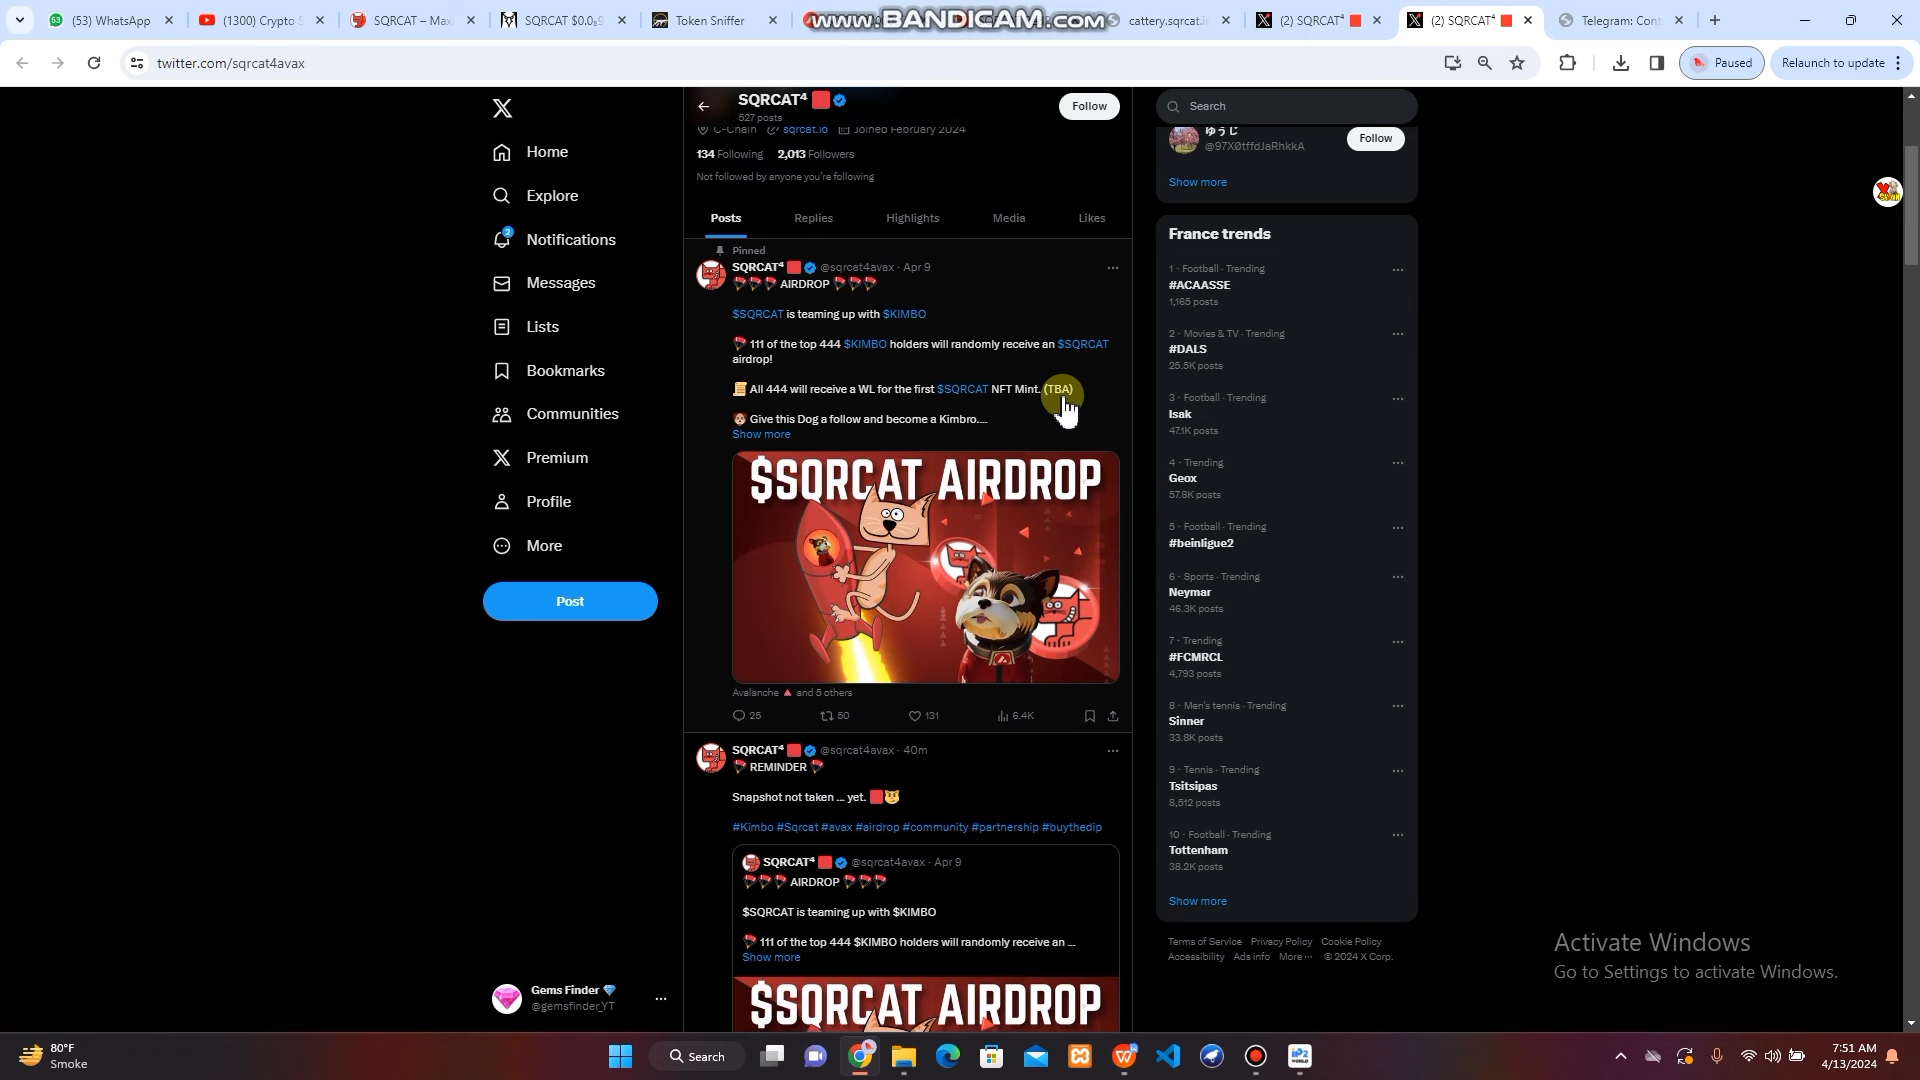 (53) WhatsApp
(1300) Crypto
SQRCAT – Max
SQRCAT $0.0
Token Sniffer
www.BANDICAM.com
cattery.sqrcat.io
(2) SQRCAT⁴ 🟥
(2) SQRCAT⁴ 🟥
Telegram: Cont
twitter.com/sqrcat4avax
Paused
Relaunch to update
Home
Explore
2
Notifications
Messages
Lists
Bookmarks
Communities
Premium
Profile
More
Post
Gems Finder 💎
@gemsfinder_YT
SQRCAT⁴ 🟥
527 posts
Follow
C-Chain sqrcat.io Joined February 2024
134 Following 2,013 Followers
Not followed by anyone you're following
Posts Replies Highlights Media Likes
Pinned
SQRCAT⁴ 🟥 @sqrcat4avax · Apr 9
🪂🪂🪂 AIRDROP 🪂🪂🪂
$SQRCAT is teaming up with $KIMBO
🪂 111 of the top 444 $KIMBO holders will randomly receive an $SQRCAT
airdrop!
📜 All 444 will receive a WL for the first $SQRCAT NFT Mint. (TBA)
🐶 Give this Dog a follow and become a Kimbro....
Show more
$SQRCAT AIRDROP
Avalanche 🔺 and 5 others
25 50 131 6.4K
SQRCAT⁴ 🟥 @sqrcat4avax · 40m
🪂 REMINDER 🪂
Snapshot not taken ... yet. 🟥😼
#Kimbo #Sqrcat #avax #airdrop #community #partnership #buythedip
SQRCAT⁴ 🟥 @sqrcat4avax · Apr 9
🪂🪂🪂 AIRDROP 🪂🪂🪂
$SQRCAT is teaming up with $KIMBO
🪂 111 of the top 444 $KIMBO holders will randomly receive an ...
Show more
$SQRCAT AIRDROP
Search
ゆうじ
@97X0tffdJaRhkkA
Follow
Show more
France trends
1 · Football · Trending
#ACAASSE
1,165 posts
2 · Movies & TV · Trending
#DALS
25.5K posts
3 · Football · Trending
Isak
47.1K posts
4 · Trending
Geox
57.8K posts
5 · Football · Trending
#beinligue2
6 · Sports · Trending
Neymar
46.3K posts
7 · Trending
#FCMRCL
4,793 posts
8 · Men's tennis · Trending
Sinner
33.8K posts
9 · Tennis · Trending
Tsitsipas
8,512 posts
10 · Football · Trending
Tottenham
38.2K posts
Show more
Terms of Service Privacy Policy Cookie Policy
Accessibility Ads info More ··· © 2024 X Corp.
Activate Windows
Go to Settings to activate Windows.
80°F
Smoke
Search
7:51 AM
4/13/2024